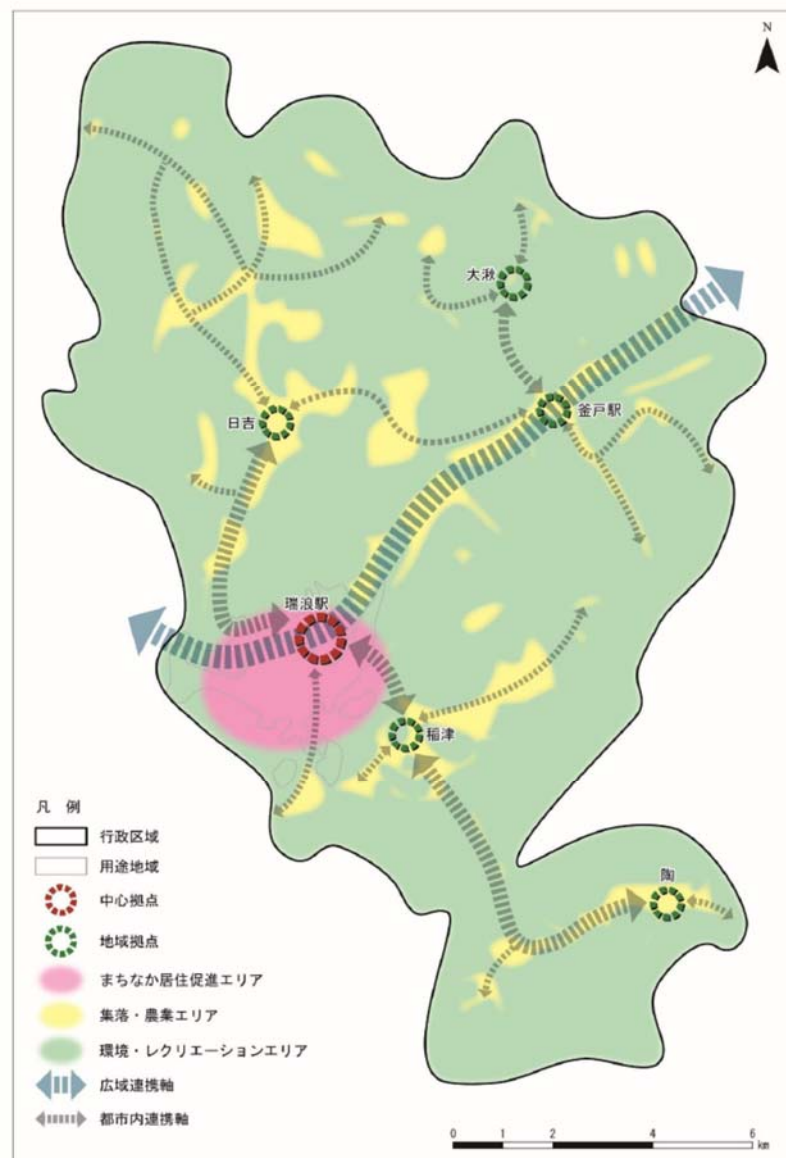 N
大湫
釜戸駅
日吉
瑞浪駅
稲津
陶
凡 例
行政区域
用途地域
中心拠点
地域拠点
まちなか居住促進エリア
集落・農業エリア
環境・レクリエーションエリア
広域連携軸
都市内連携軸
0 1 2 4 6
km